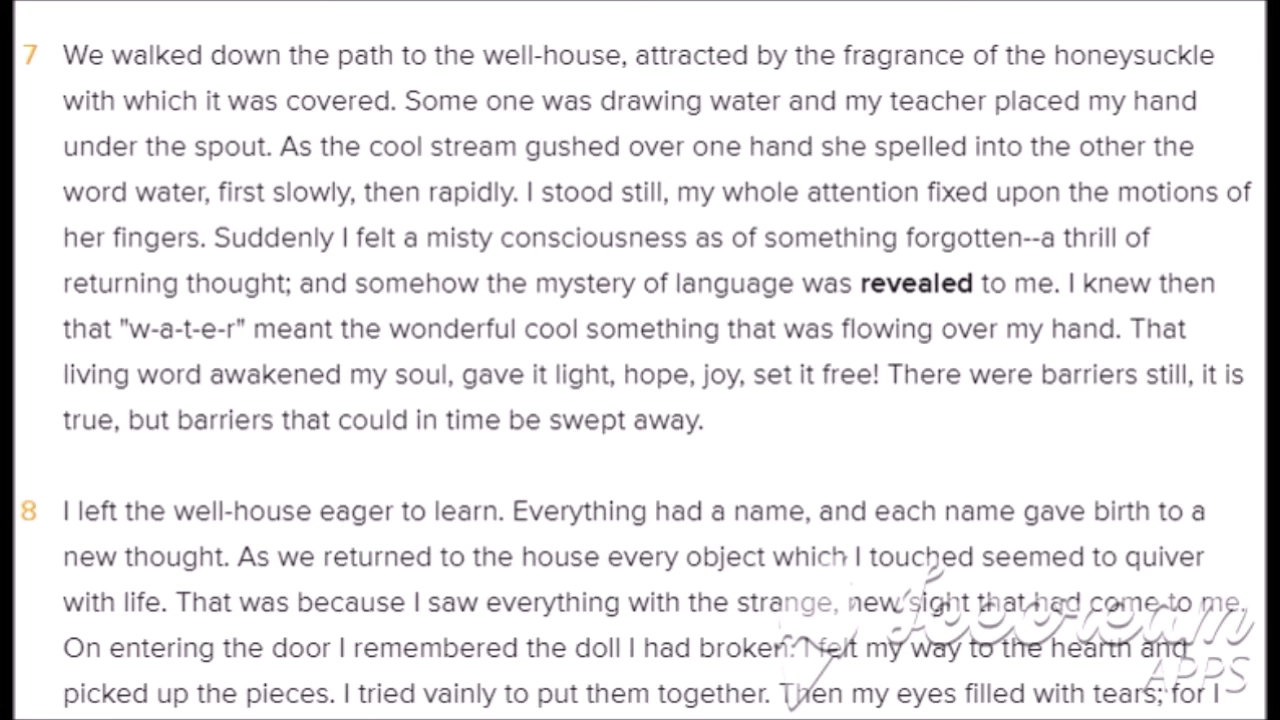 7 We walked down the path to the well-house, attracted by the fragrance of the honeysuckle
with which it was covered. Some one was drawing water and my teacher placed my hand
under the spout. As the cool stream gushed over one hand she spelled into the other the
word water, first slowly, then rapidly. I stood still, my whole attention fixed upon the motions of
her fingers. Suddenly I felt a misty consciousness as of something forgotten--a thrill of
returning thought; and somehow the mystery of language was revealed to me. I knew then
that "w-a-t-e-r" meant the wonderful cool something that was flowing over my hand. That
living word awakened my soul, gave it light, hope, joy, set it free! There were barriers still, it is
true, but barriers that could in time be swept away.
8 I left the well-house eager to learn. Everything had a name, and each name gave birth to a
new thought. As we returned to the house every object which I touched seemed to quiver
with life. That was because I saw everything with the strange, new sight that had come to me.
On entering the door I remembered the doll I had broken. I felt my way to the hearth and
picked up the pieces. I tried vainly to put them together. Then my eyes filled with tears; for I
Icecream
APPS